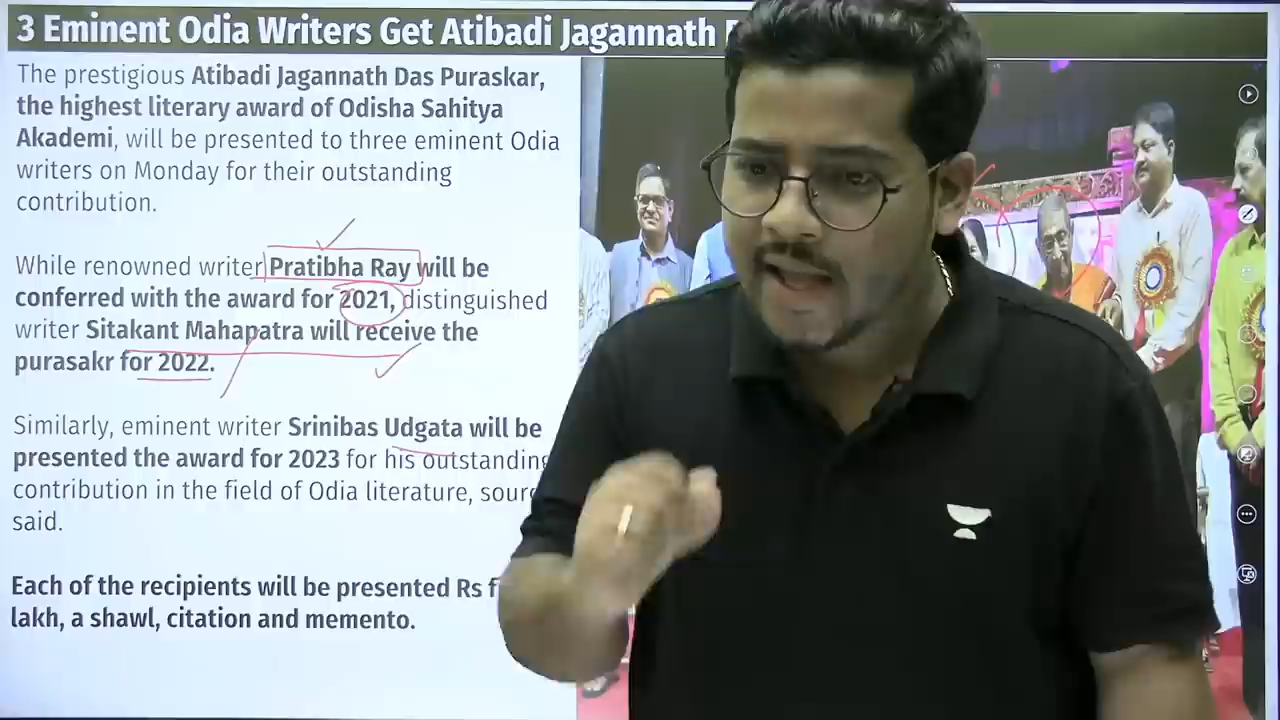 3 Eminent Odia Writers Get Atibadi Jagannath
The prestigious Atibadi Jagannath Das Puraskar,
the highest literary award of Odisha Sahitya
Akademi, will be presented to three eminent Odia
writers on Monday for their outstanding
contribution.
While renowned writer Pratibha Ray will be
conferred with the award for 2021, distinguished
writer Sitakant Mahapatra will receive the
purasakr for 2022.
Similarly, eminent writer Srinibas Udgata will be
presented the award for 2023 for his outstanding
contribution in the field of Odia literature,
said.
Each of the recipients will be presented Rs
lakh, a shawl, citation and memento.